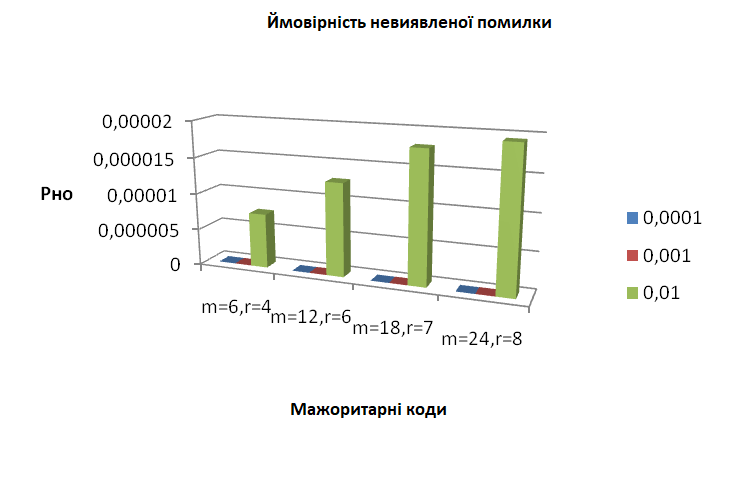 Ймовірність невиявленої помилки
0,00002
0,000015
0,00001
0,000005
0
Рно
m=6,r=4
m=12,r=6
m=18,r=7
m=24,r=8
0,0001
0,001
0,01
Мажоритарні коди